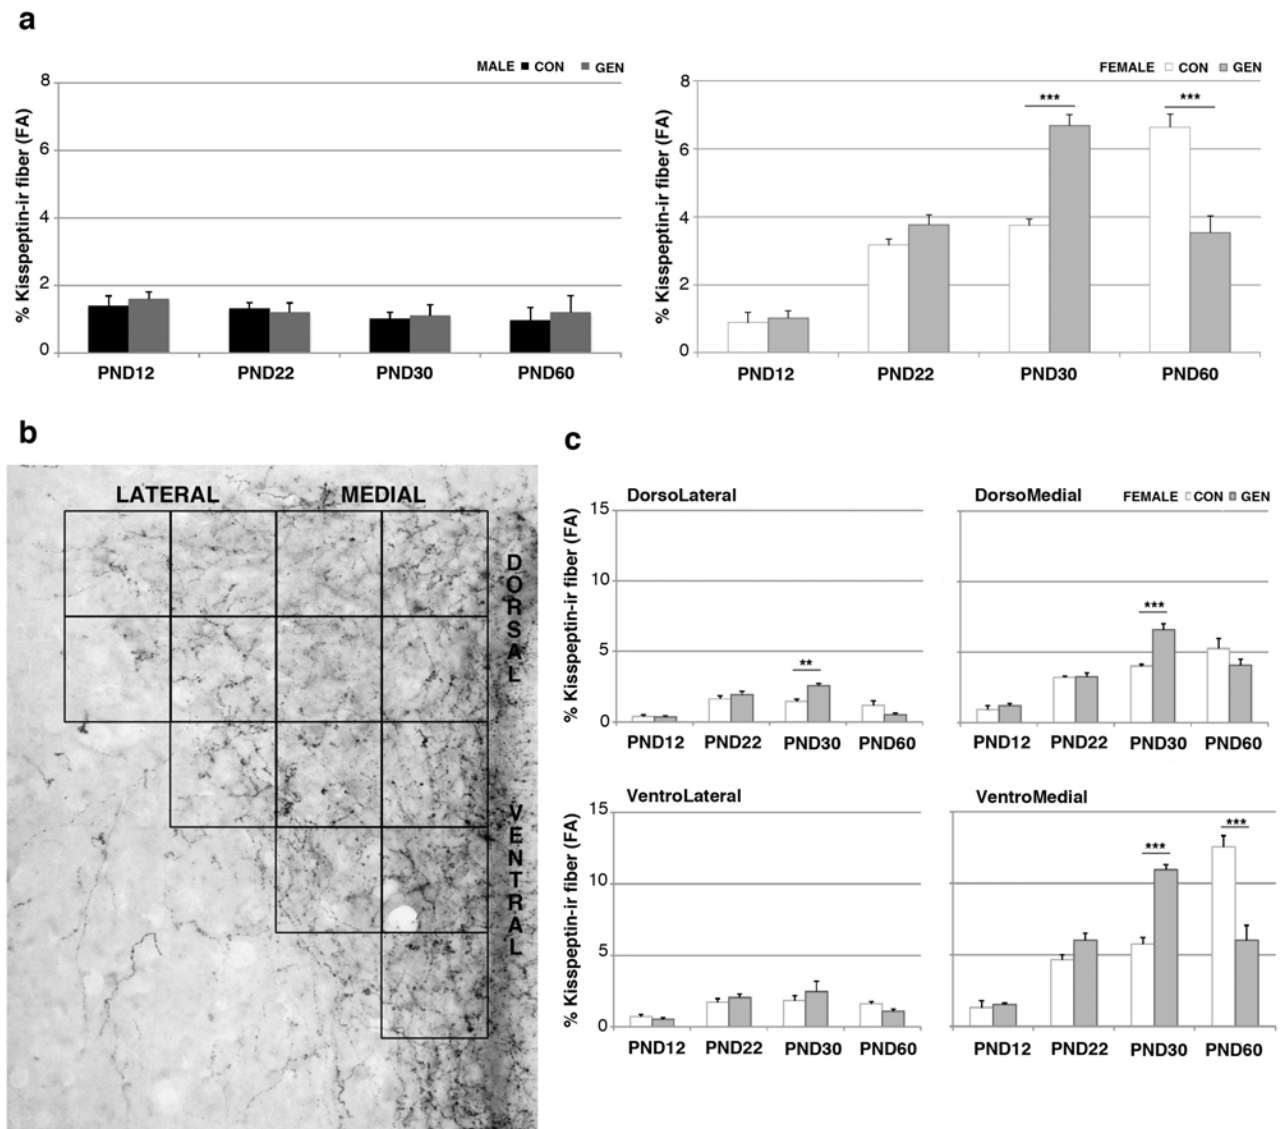 a
MALE CON GEN
% Kisspeptin-ir fiber (FA)
8
6
4
2
0
PND12 PND22 PND30 PND60
FEMALE CON GEN
% Kisspeptin-ir fiber (FA)
8
6
4
2
0
*** ***
PND12 PND22 PND30 PND60
b
LATERAL MEDIAL
DORSAL
VENTRAL
c
DorsoLateral
% Kisspeptin-ir fiber (FA)
15
10
5
0
**
PND12 PND22 PND30 PND60
DorsoMedial FEMALE CON GEN
***
PND12 PND22 PND30 PND60
VentroLateral
% Kisspeptin-ir fiber (FA)
15
10
5
0
PND12 PND22 PND30 PND60
VentroMedial
*** ***
PND12 PND22 PND30 PND60